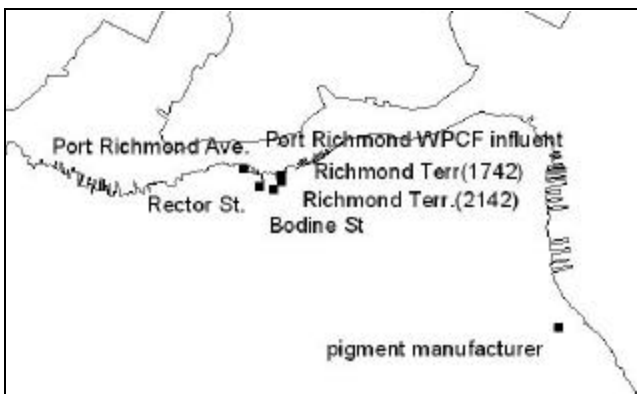 Port Richmond Ave.
Port Richmond WPCF influent
Richmond Terr(1742)
Rector St.
Richmond Terr.(2142)
Bodine St
pigment manufacturer